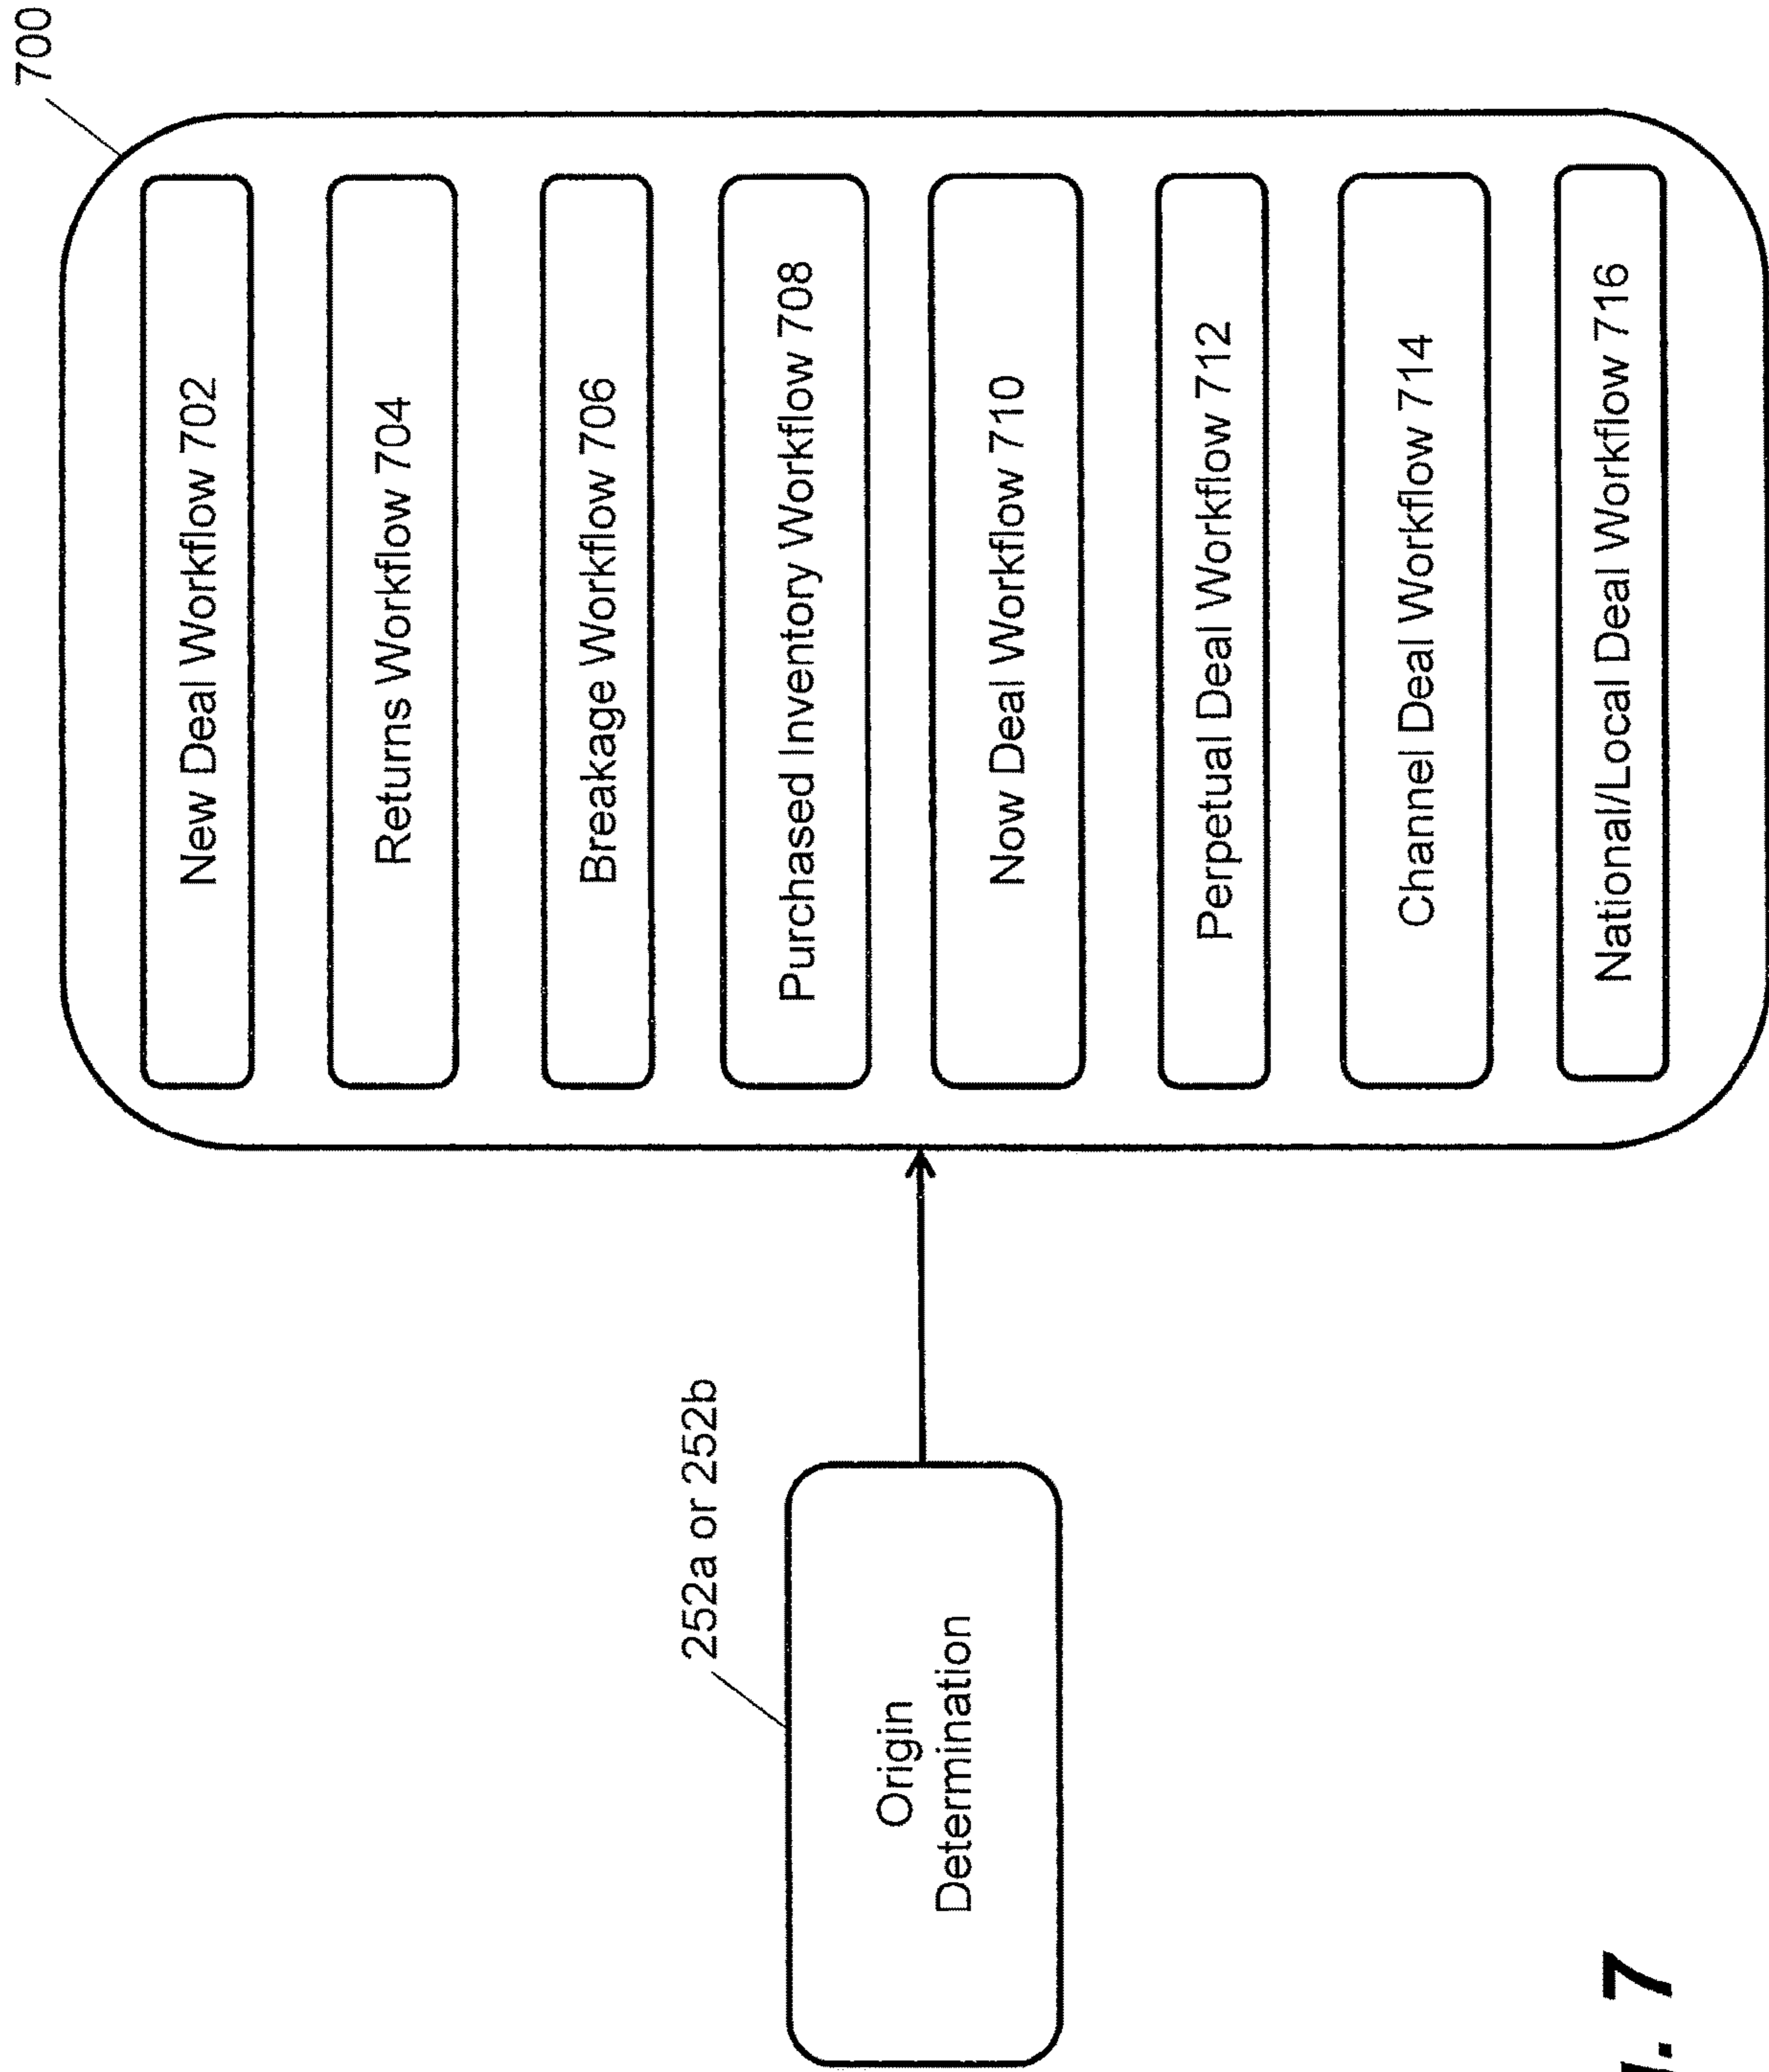 700
New Deal Workflow 702
Returns Workflow 704
Breakage Workflow 706
Purchased Inventory Workflow 708
Now Deal Workflow 710
Perpetual Deal Workflow 712
Channel Deal Workflow 714
National/Local Deal Workflow 716
252a or 252b
Origin
Determination
7